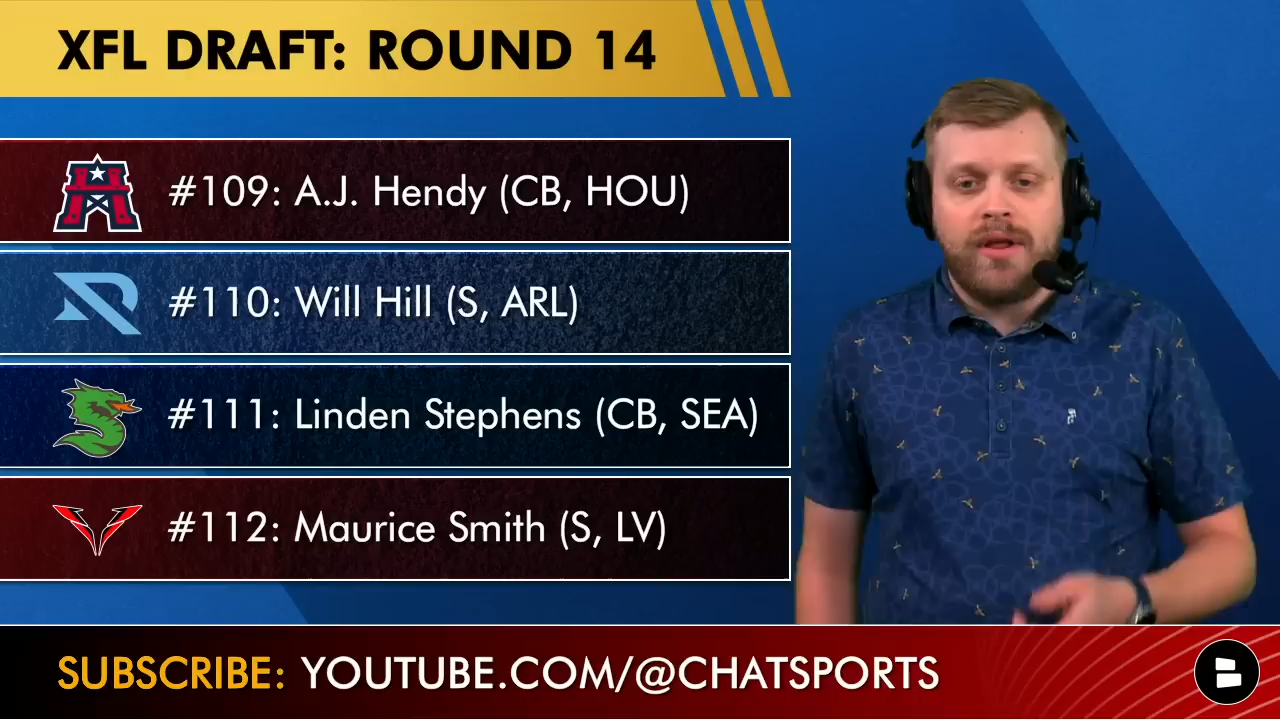 XFL DRAFT: ROUND 14
#109: A.J. Hendy (CB, HOU)
#110: Will Hill (S, ARL)
#111: Linden Stephens (CB, SEA)
#112: Maurice Smith (S, LV)
SUBSCRIBE: YOUTUBE.COM/@CHATSPORTS